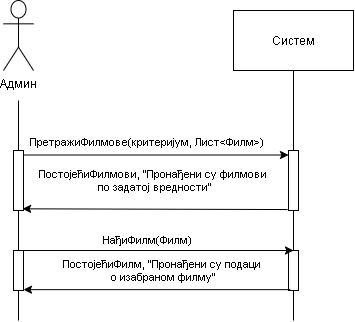 Систем
Админ
ПретражиФилмове(критеријум, Лист<Филм>)
ПостојећиФилмови, "Пронађени су филмови
по задатој вредности"
НађиФилм(Филм)
ПостојећиФилм, "Пронађени су подаци
о изабраном филму"